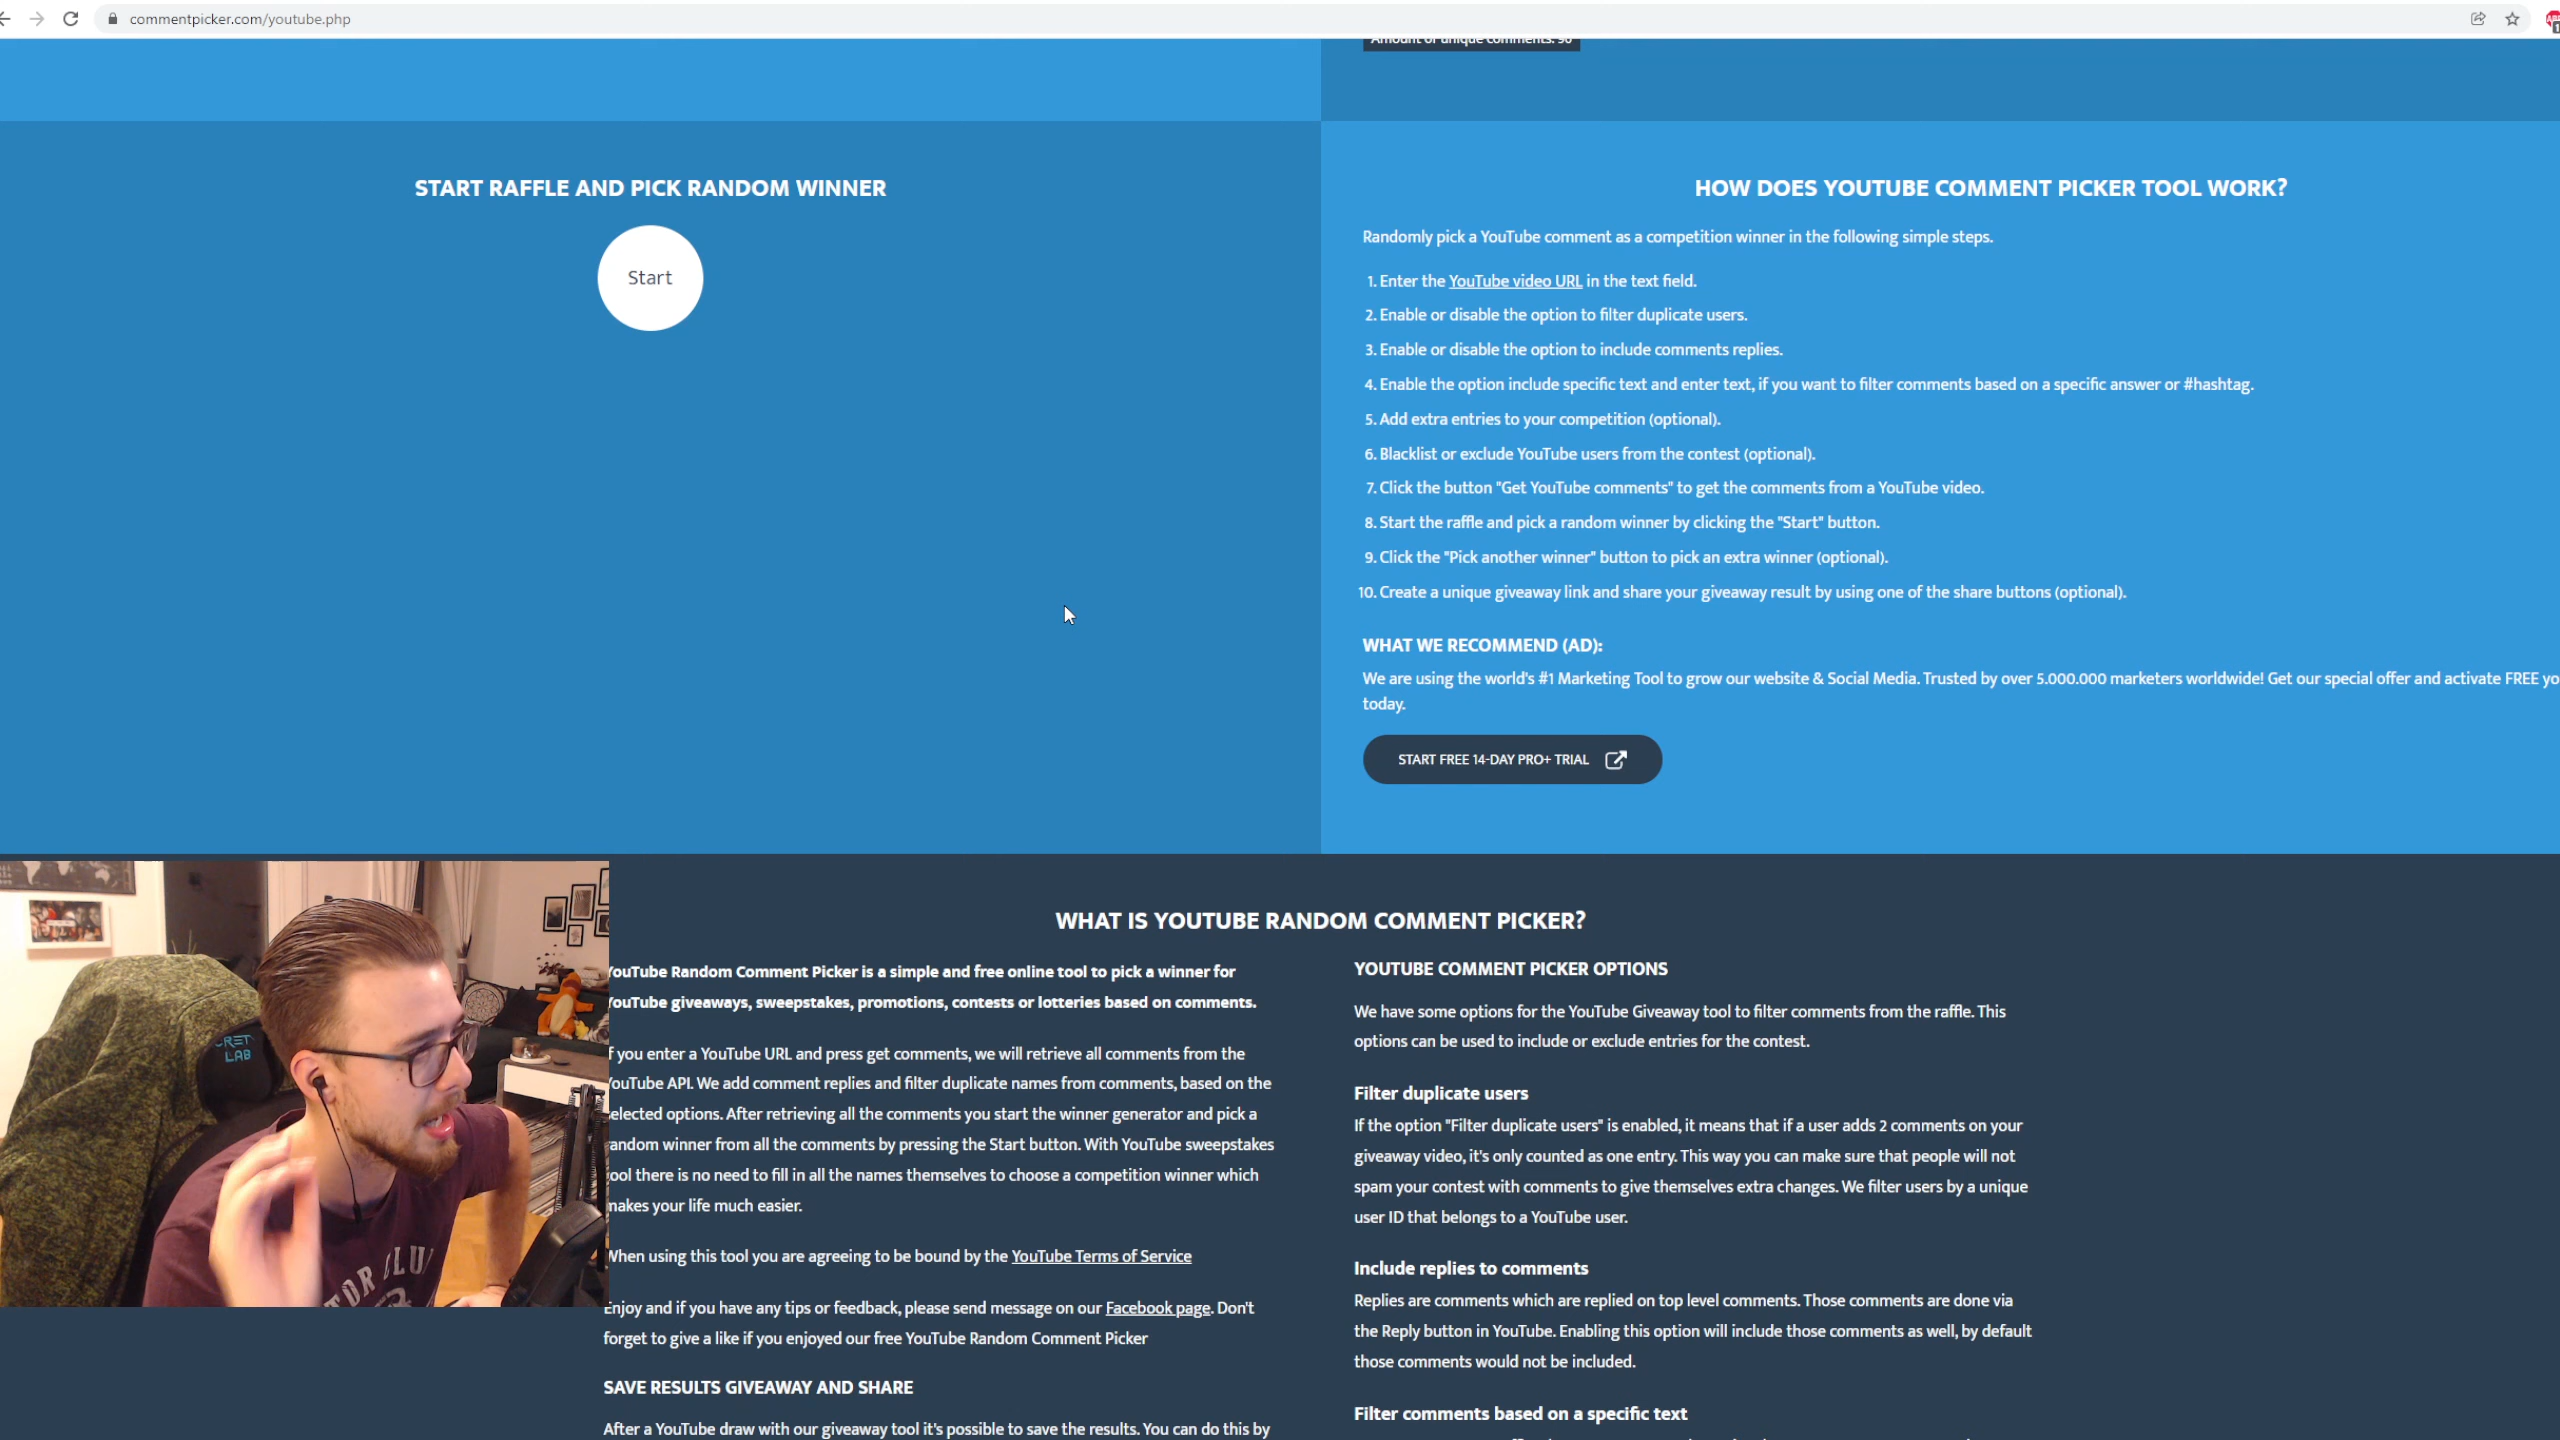 commentpicker.com/youtube.php
Amount of unique comments: 90
START RAFFLE AND PICK RANDOM WINNER
Start
HOW DOES YOUTUBE COMMENT PICKER TOOL WORK?
Randomly pick a YouTube comment as a competition winner in the following simple steps.
1. Enter the YouTube video URL in the text field.
2. Enable or disable the option to filter duplicate users.
3. Enable or disable the option to include comments replies.
4. Enable the option include specific text and enter text, if you want to filter comments based on a specific answer or #hashtag.
5. Add extra entries to your competition (optional).
6. Blacklist or exclude YouTube users from the contest (optional).
7. Click the button "Get YouTube comments" to get the comments from a YouTube video.
8. Start the raffle and pick a random winner by clicking the "Start" button.
9. Click the "Pick another winner" button to pick an extra winner (optional).
10. Create a unique giveaway link and share your giveaway result by using one of the share buttons (optional).
WHAT WE RECOMMEND (AD):
We are using the world's #1 Marketing Tool to grow our website & Social Media. Trusted by over 5.000.000 marketers worldwide! Get our special offer and activate FREE yo
today.
START FREE 14-DAY PRO+ TRIAL
WHAT IS YOUTUBE RANDOM COMMENT PICKER?
YouTube Random Comment Picker is a simple and free online tool to pick a winner for
YouTube giveaways, sweepstakes, promotions, contests or lotteries based on comments.
f you enter a YouTube URL and press get comments, we will retrieve all comments from the
YouTube API. We add comment replies and filter duplicate names from comments, based on the
elected options. After retrieving all the comments you start the winner generator and pick a
random winner from all the comments by pressing the Start button. With YouTube sweepstakes
ool there is no need to fill in all the names themselves to choose a competition winner which
makes your life much easier.
When using this tool you are agreeing to be bound by the YouTube Terms of Service
Enjoy and if you have any tips or feedback, please send message on our Facebook page. Don't
forget to give a like if you enjoyed our free YouTube Random Comment Picker
SAVE RESULTS GIVEAWAY AND SHARE
After a YouTube draw with our giveaway tool it's possible to save the results. You can do this by
YOUTUBE COMMENT PICKER OPTIONS
We have some options for the YouTube Giveaway tool to filter comments from the raffle. This
options can be used to include or exclude entries for the contest.
Filter duplicate users
If the option "Filter duplicate users" is enabled, it means that if a user adds 2 comments on your
giveaway video, it's only counted as one entry. This way you can make sure that people will not
spam your contest with comments to give themselves extra changes. We filter users by a unique
user ID that belongs to a YouTube user.
Include replies to comments
Replies are comments which are replied on top level comments. Those comments are done via
the Reply button in YouTube. Enabling this option will include those comments as well, by default
those comments would not be included.
Filter comments based on a specific text
CRET
LAB
TOR CLU